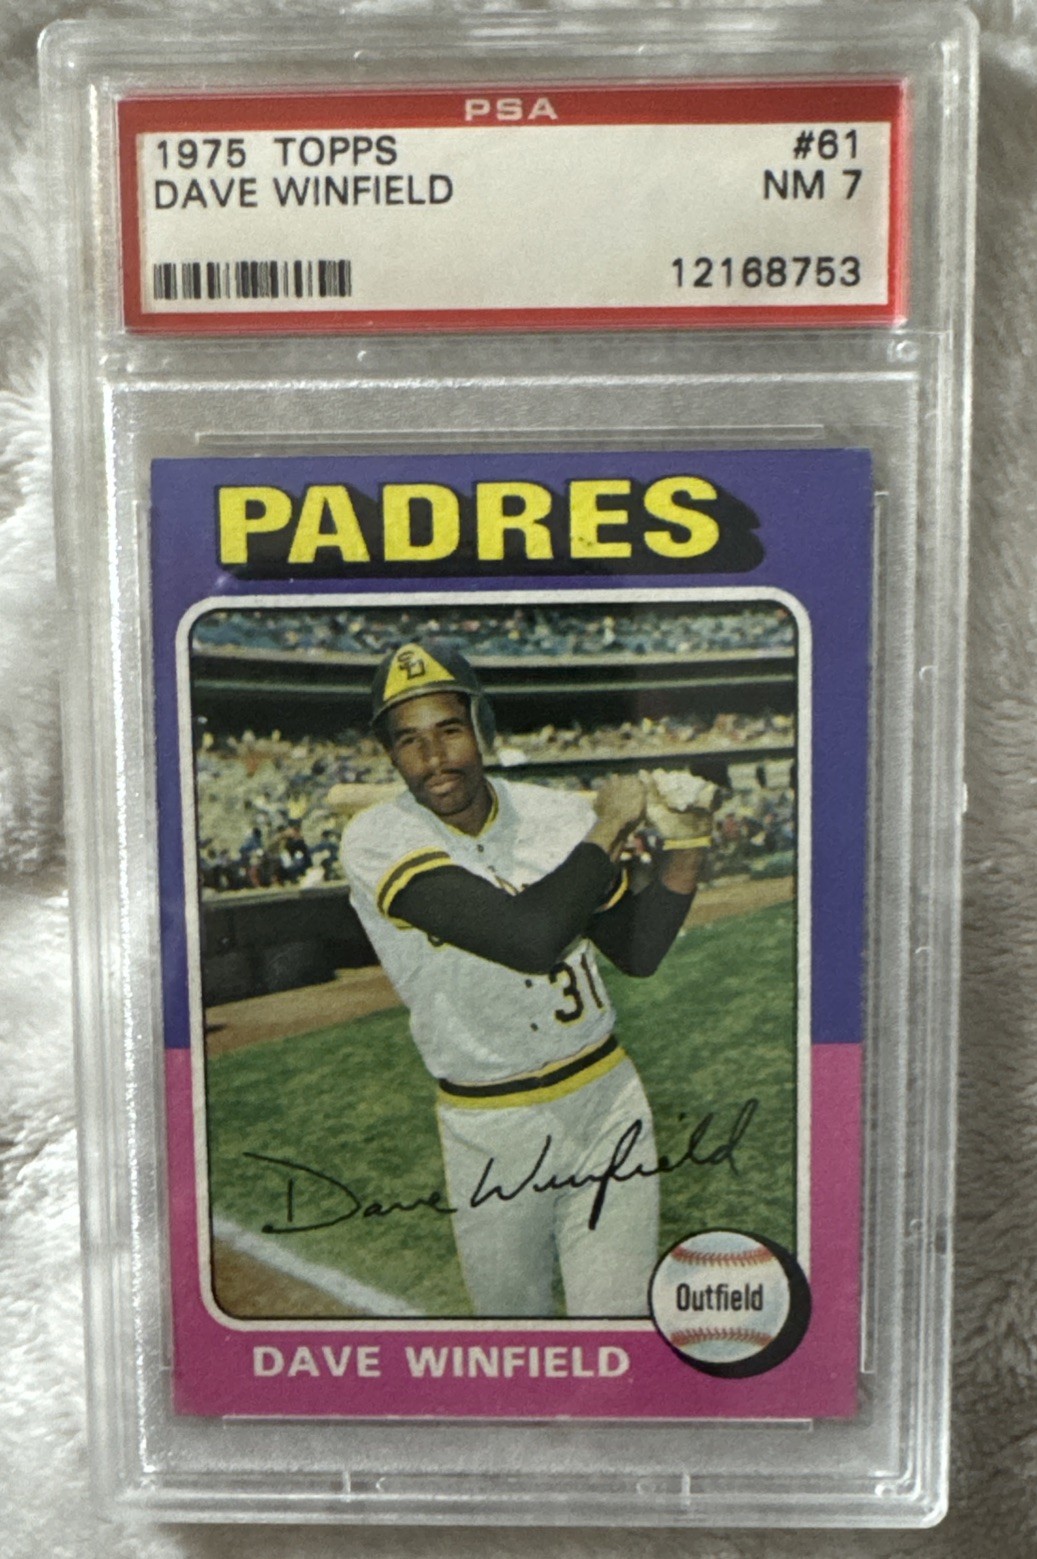 PSA
1975 TOPPS #61
DAVE WINFIELD NM 7
12168753
PADRES
SD
31
Dave Winfield
Outfield
DAVE WINFIELD